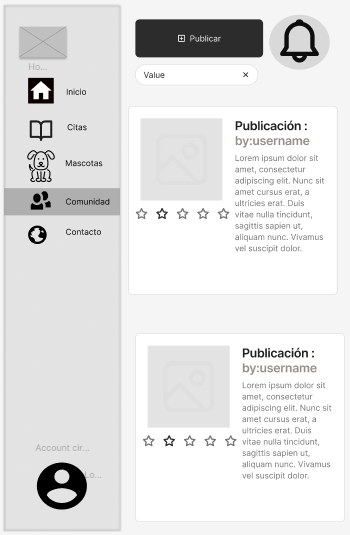 Ho...
Inicio
Citas
Mascotas
Comunidad
Contacto
Account cir...
Lo...
Publicar
Value
Publicación :
by:username
Lorem ipsum dolor sit
amet, consectetur
adipiscing elit. Nunc sit
amet cursus erat, a
ultricies erat. Duis
vitae nulla tincidunt,
sagittis sapien ut,
aliquam nunc. Vivamus
vel suscipit dolor.
Publicación :
by:username
Lorem ipsum dolor sit
amet, consectetur
adipiscing elit. Nunc sit
amet cursus erat, a
ultricies erat. Duis
vitae nulla tincidunt,
sagittis sapien ut,
aliquam nunc. Vivamus
vel suscipit dolor.